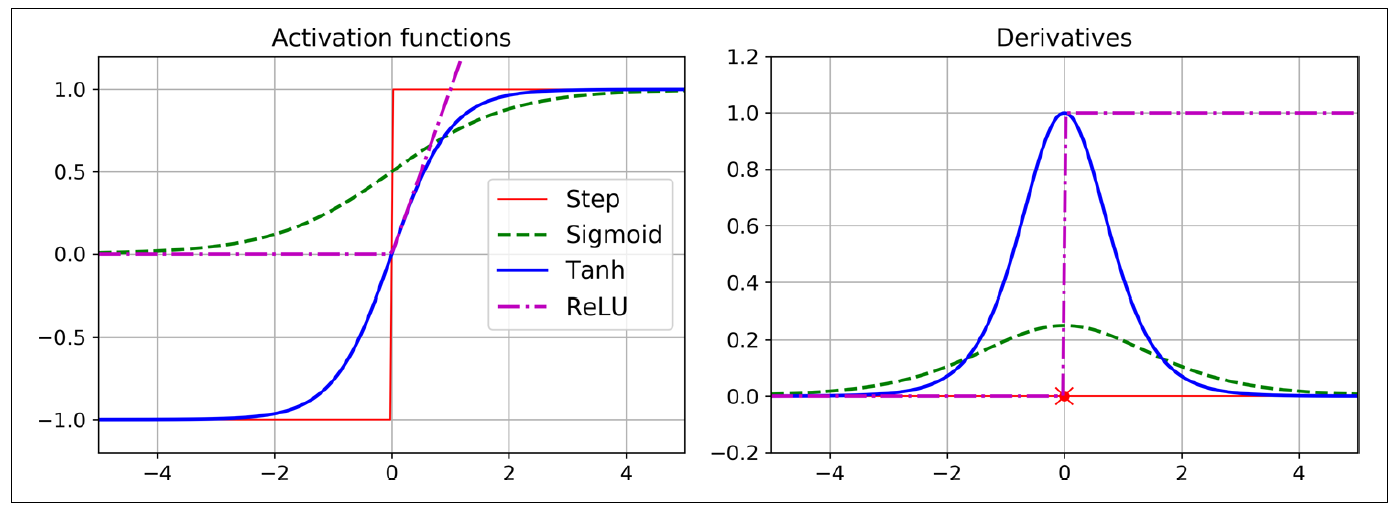 Activation functions
1.0
0.5
0.0
−0.5
−1.0
−4 −2 0 2 4
Step
Sigmoid
Tanh
ReLU
Derivatives
1.2
1.0
0.8
0.6
0.4
0.2
0.0
−0.2
−4 −2 0 2 4